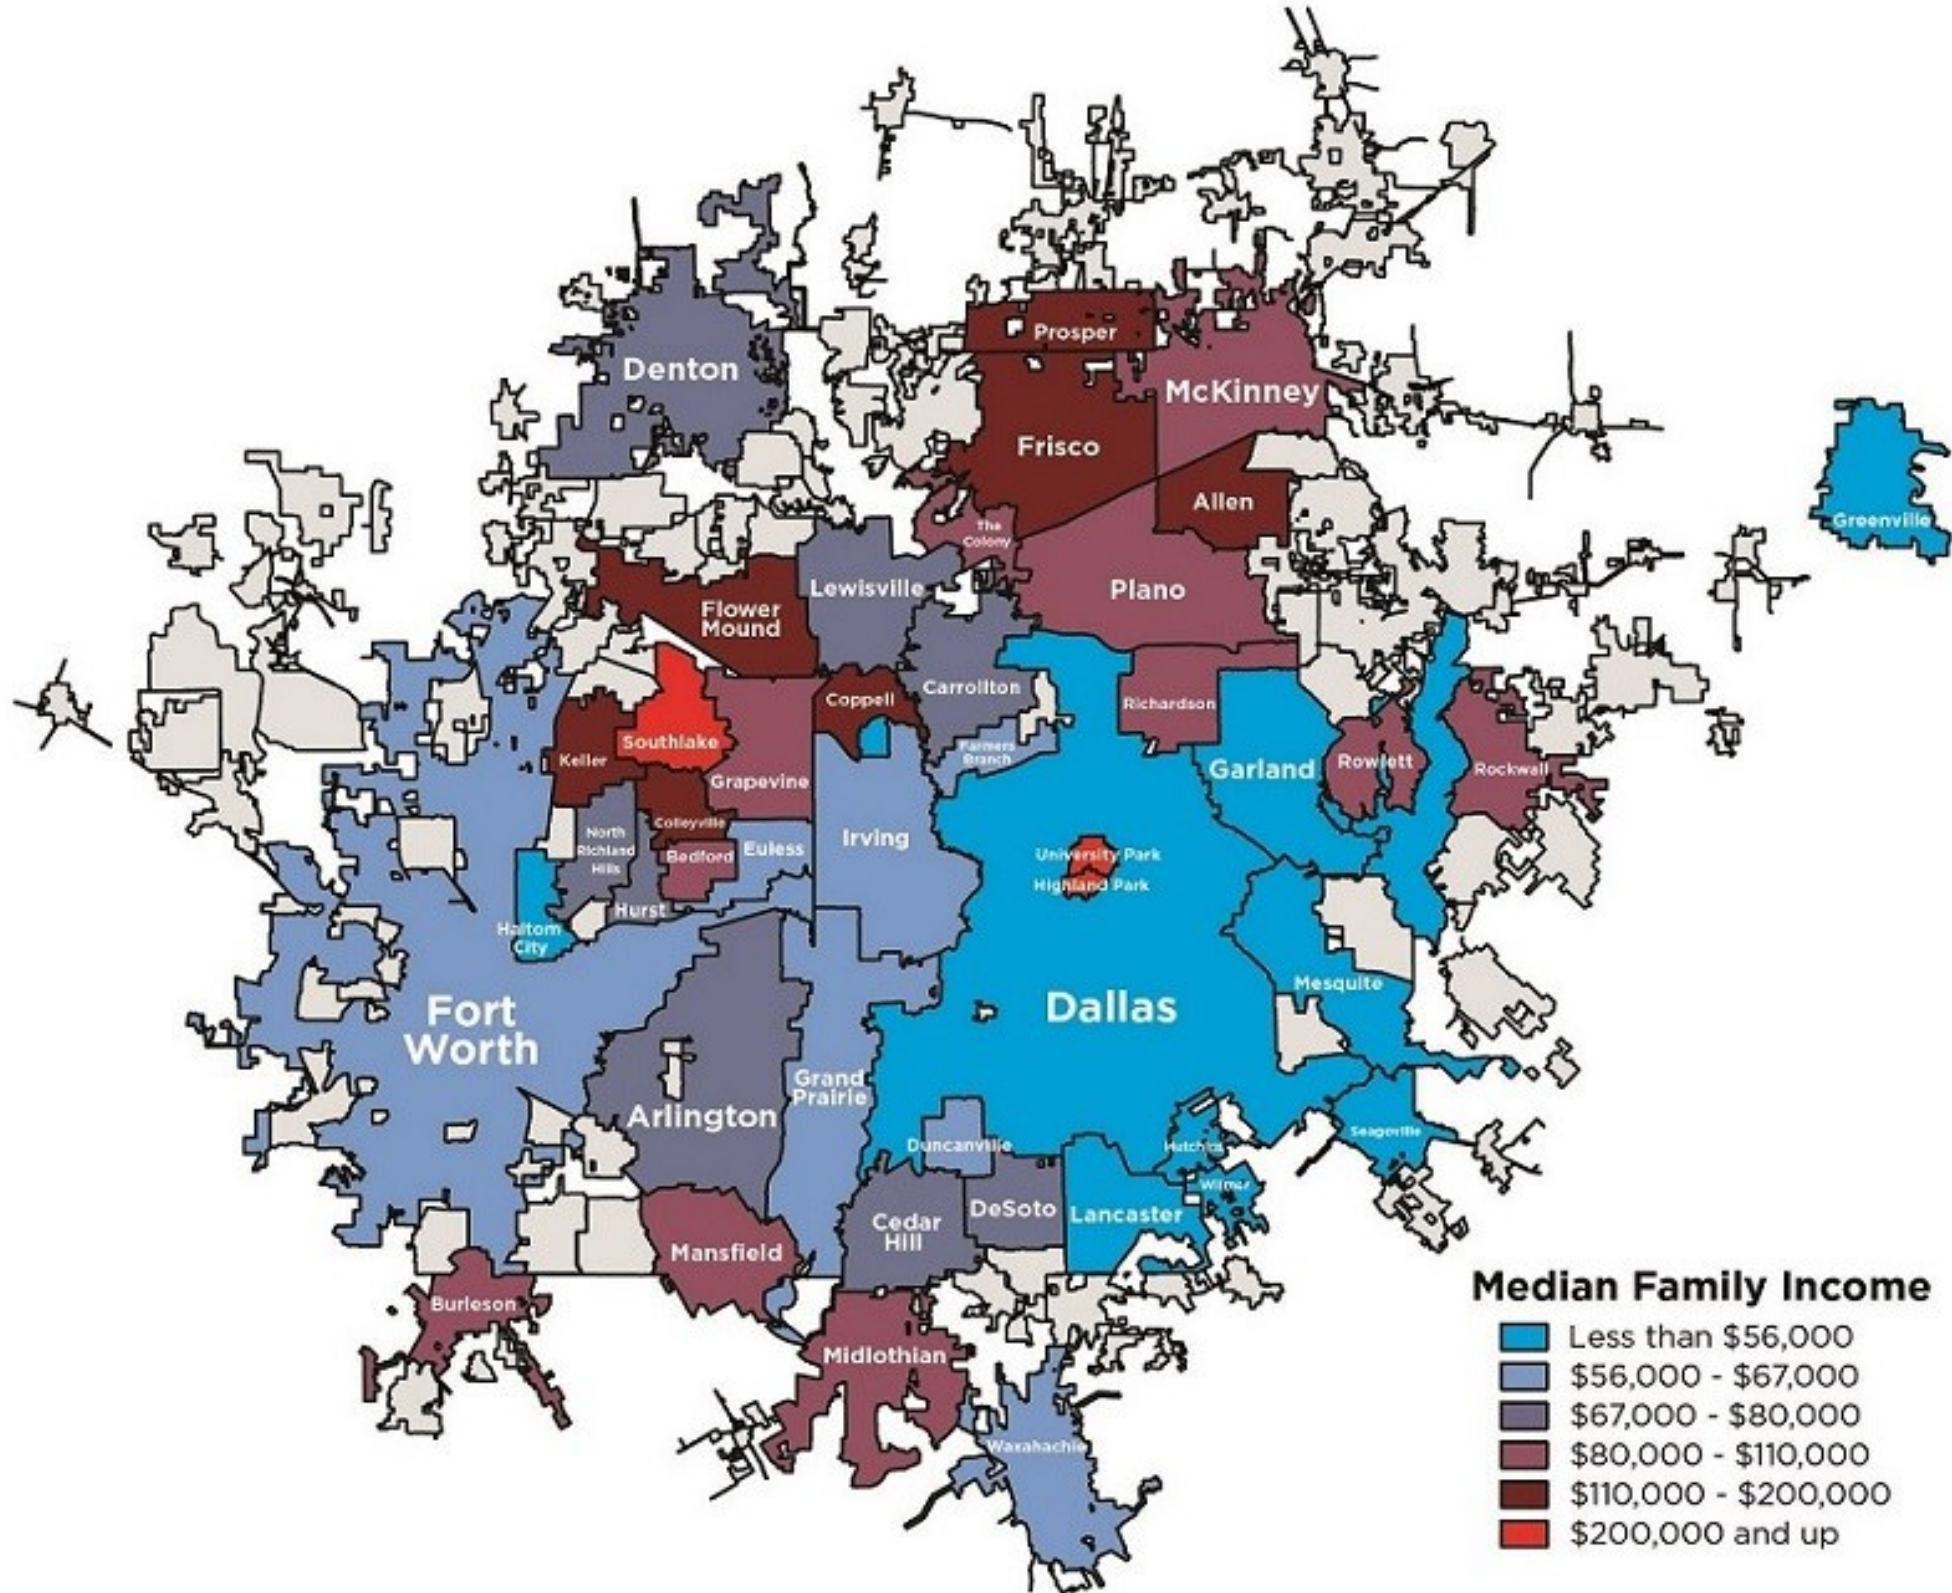 Prosper
Denton
McKinney
Frisco
Allen
Greenville
The
Colony
Lewisville
Plano
Flower
Mound
Carrollton
Coppell
Richardson
Southlake
Keller
Farmers
Branch
Garland
Rowlett
Rockwall
Grapevine
Colleyville
North
Richland
Hills
Irving
Euless
Bedford
University Park
Highland Park
Hurst
Haltom
City
Mesquite
Fort
Worth
Dallas
Grand
Prairie
Arlington
Duncanville
Hutchins
Seagoville
Wilmer
DeSoto
Lancaster
Cedar
Hill
Mansfield
Burleson
Midlothian
Waxahachie
Median Family Income
Less than $56,000
$56,000 - $67,000
$67,000 - $80,000
$80,000 - $110,000
$110,000 - $200,000
$200,000 and up